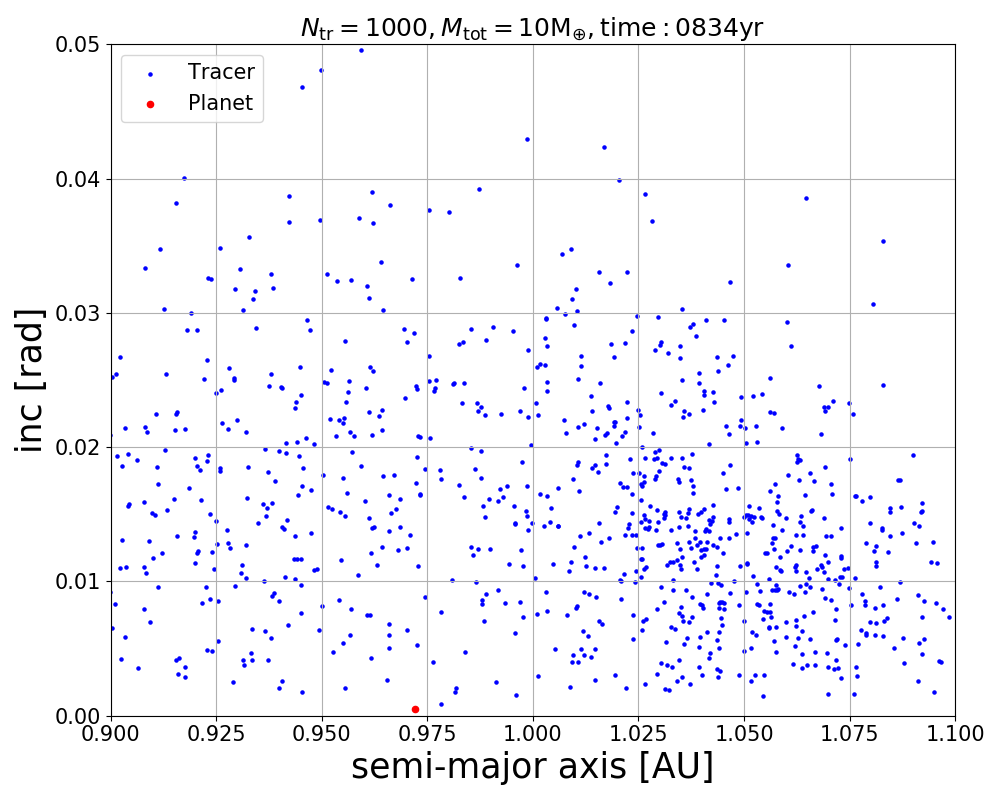 N_tr = 1000, M_tot = 10M_⊕, time : 0834yr
0.05
Tracer
Planet
0.04
0.03
0.02
0.01
0.00
inc [rad]
0.900 0.925 0.950 0.975 1.000 1.025 1.050 1.075 1.100
semi-major axis [AU]